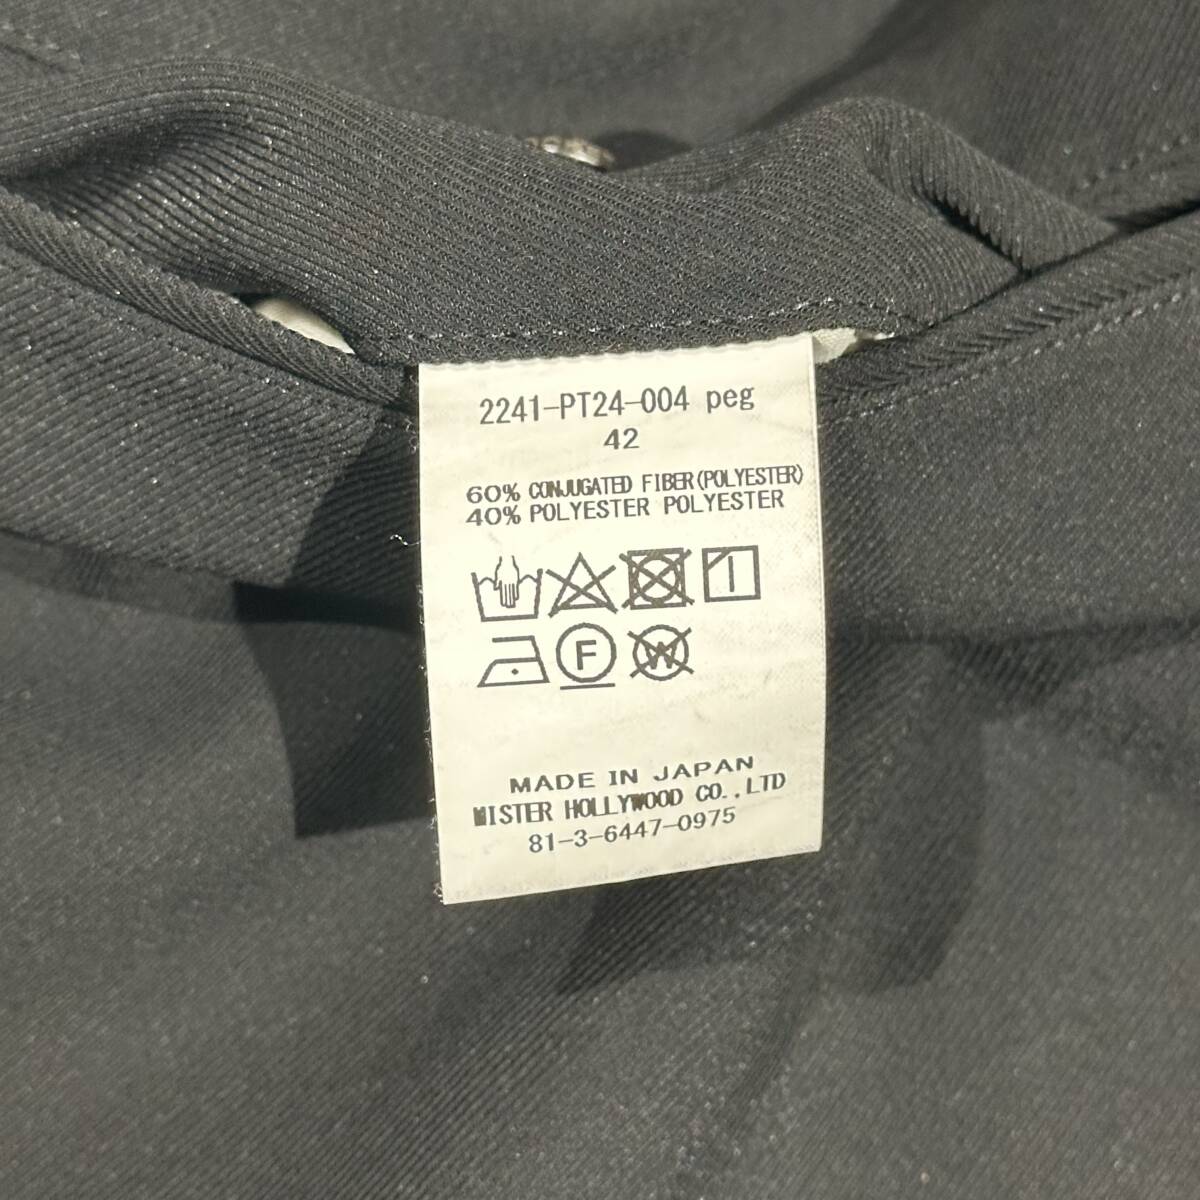 2241-PT24-004 peg
42
60% CONJUGATED FIBER(POLYESTER)
40% POLYESTER POLYESTER
F
W
MADE IN JAPAN
MISTER HOLLYWOOD CO.,LTD
81-3-6447-0975